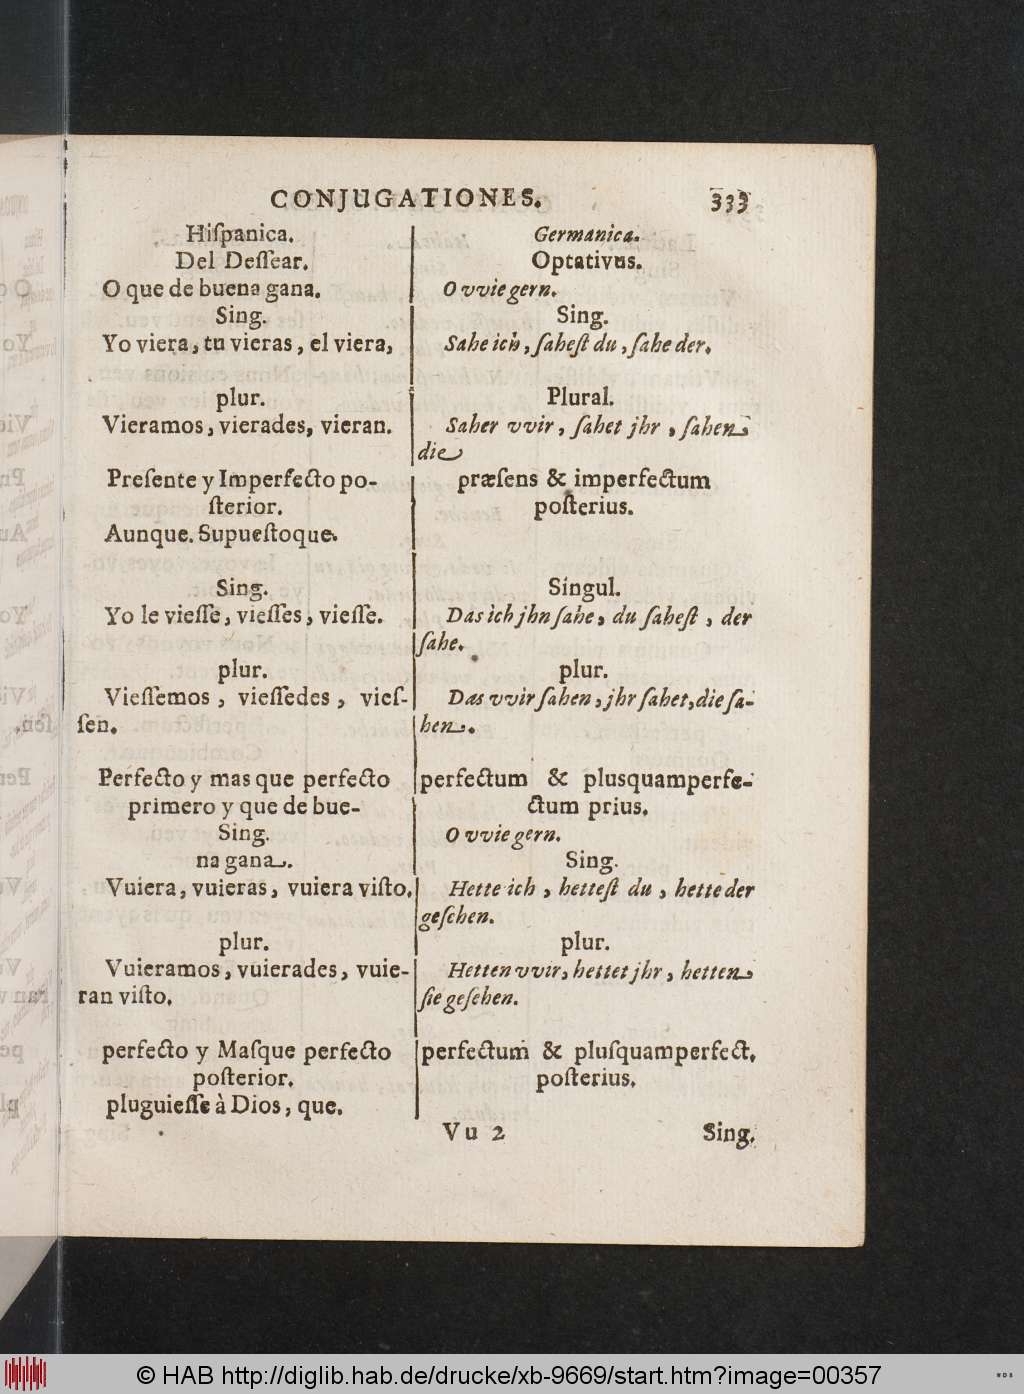 CONJUGATIONES. 333
Hiſpanica.
Del Deſſear.
O que de buena gana.
Sing.
Yo viera, tu vieras, el viera,
plur.
Vieramos, vierades, vieran.
Preſente y Imperfecto po-
ſterior.
Aunque. Supueſtoque.
Sing.
Yo le vieſſe, vieſſes, vieſſe.
plur.
Vieſſemos, vieſſedes, vieſ-
ſen.
Perfecto y mas que perfecto
primero y que de bue-
Sing.
na gana.
Vuiera, vuieras, vuiera viſto.
plur.
Vuieramos, vuierades, vuie-
ran viſto.
perfecto y Maſque perfecto
poſterior.
pluguieſſe à Dios, que.
Germanica.
Optativus.
O vvie gern.
Sing.
Sahe ich, ſaheſt du, ſahe der.
Plural.
Saher vvir, ſahet jhr, ſahen
die
præſens & imperfectum
poſterius.
Singul.
Das ich jhn ſahe, du ſaheſt, der
ſahe.
plur.
Das vvir ſahen, jhr ſahet, die ſa-
hen.
perfectum & plusquamperfe-
ctum prius.
O vvie gern.
Sing.
Hette ich, hetteſt du, hette der
geſehen.
plur.
Hetten vvir, hettet jhr, hetten
ſie geſehen.
perfectum & pluſquamperfect.
poſterius.
Vu 2 Sing.
© HAB http://diglib.hab.de/drucke/xb-9669/start.htm?image=00357